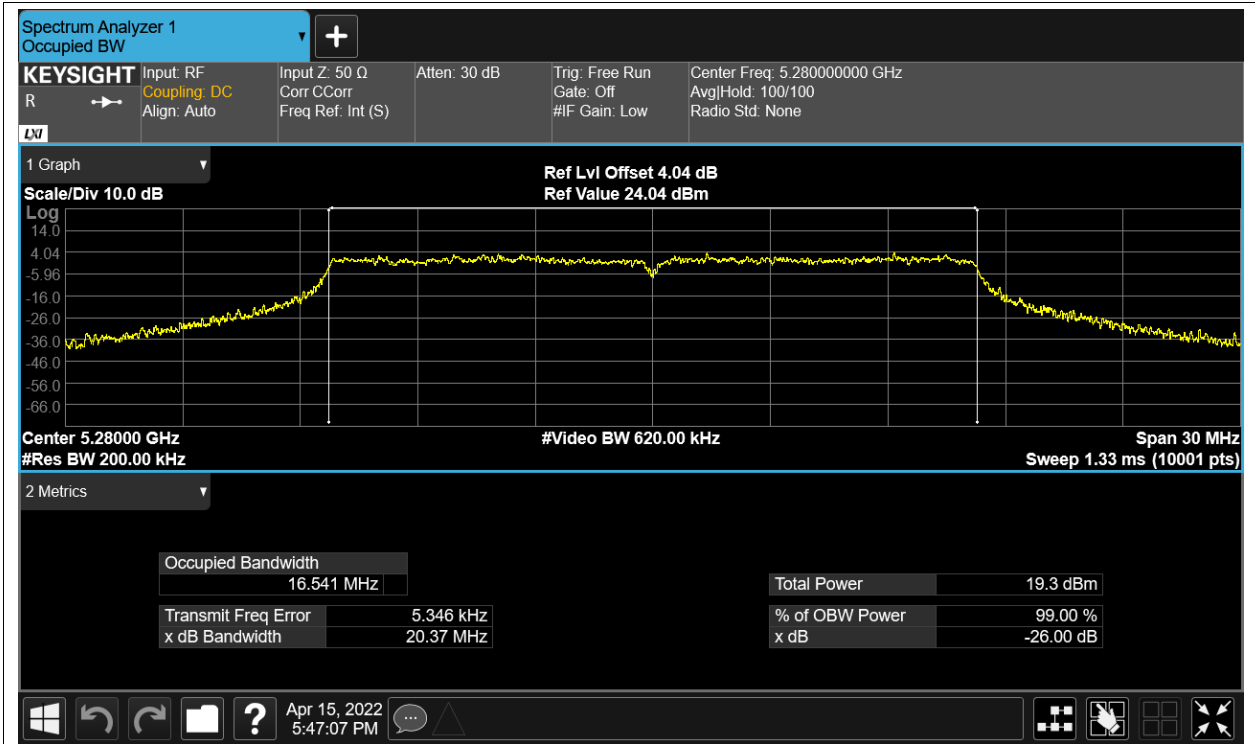 Spectrum Analyzer 1
Occupied BW
KEYSIGHT
R
LXI
Input: RF
Coupling: DC
Align: Auto
Input Z: 50 Ω
Corr CCorr
Freq Ref: Int (S)
Atten: 30 dB
Trig: Free Run
Gate: Off
#IF Gain: Low
Center Freq: 5.280000000 GHz
Avg|Hold: 100/100
Radio Std: None
1 Graph
Scale/Div 10.0 dB
Ref Lvl Offset 4.04 dB
Ref Value 24.04 dBm
Log
14.0
4.04
-5.96
-16.0
-26.0
-36.0
-46.0
-56.0
-66.0
Center 5.28000 GHz
#Video BW 620.00 kHz
Span 30 MHz
#Res BW 200.00 kHz
Sweep 1.33 ms (10001 pts)
2 Metrics
Occupied Bandwidth
16.541 MHz
Transmit Freq Error 5.346 kHz
x dB Bandwidth 20.37 MHz
Total Power 19.3 dBm
% of OBW Power 99.00 %
x dB -26.00 dB
?
Apr 15, 2022
5:47:07 PM